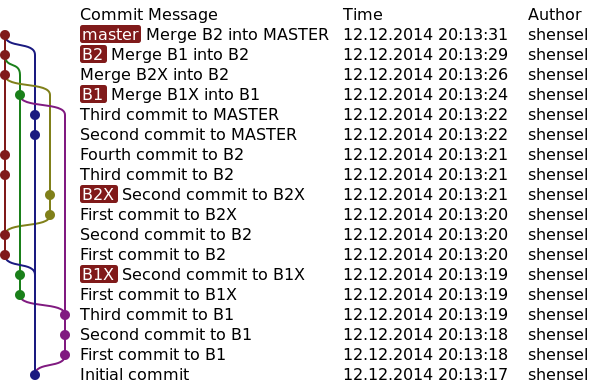 Commit Message Time Author
master Merge B2 into MASTER 12.12.2014 20:13:31 shensel
B2 Merge B1 into B2 12.12.2014 20:13:29 shensel
Merge B2X into B2 12.12.2014 20:13:26 shensel
B1 Merge B1X into B1 12.12.2014 20:13:24 shensel
Third commit to MASTER 12.12.2014 20:13:22 shensel
Second commit to MASTER 12.12.2014 20:13:22 shensel
Fourth commit to B2 12.12.2014 20:13:21 shensel
Third commit to B2 12.12.2014 20:13:21 shensel
B2X Second commit to B2X 12.12.2014 20:13:21 shensel
First commit to B2X 12.12.2014 20:13:20 shensel
Second commit to B2 12.12.2014 20:13:20 shensel
First commit to B2 12.12.2014 20:13:20 shensel
B1X Second commit to B1X 12.12.2014 20:13:19 shensel
First commit to B1X 12.12.2014 20:13:19 shensel
Third commit to B1 12.12.2014 20:13:19 shensel
Second commit to B1 12.12.2014 20:13:18 shensel
First commit to B1 12.12.2014 20:13:18 shensel
Initial commit 12.12.2014 20:13:17 shensel